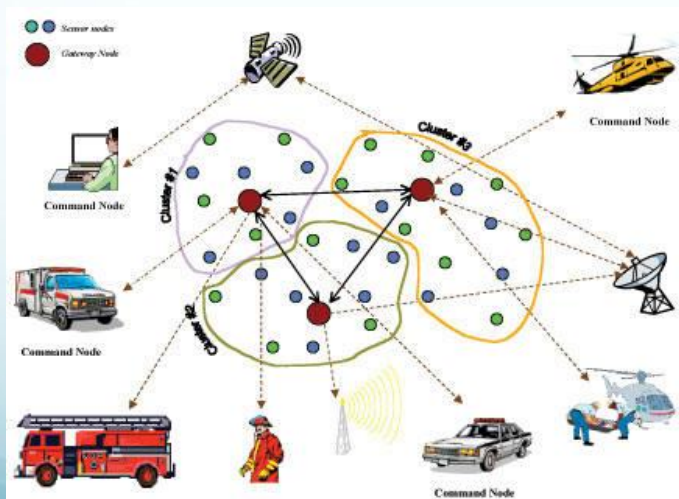 Sensor nodes
Gateway Node
Command Node
Cluster #3
Cluster #1
Command Node
Cluster #2
Command Node
Command Node